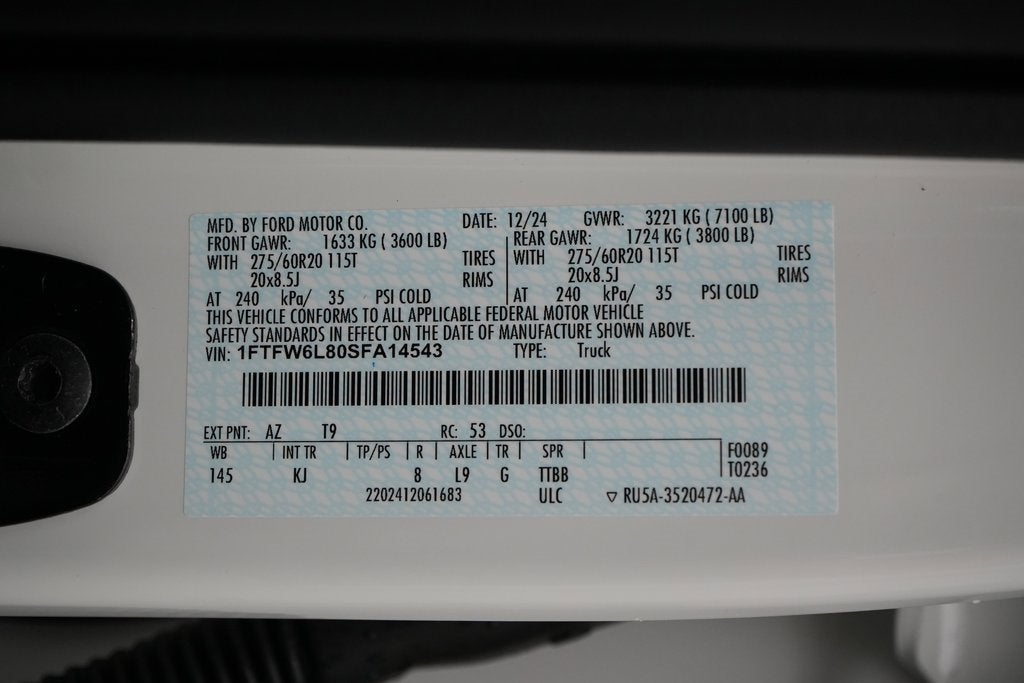 MFD. BY FORD MOTOR CO. DATE: 12/24 GVWR: 3221 KG ( 7100 LB)
FRONT GAWR: 1633 KG ( 3600 LB) REAR GAWR: 1724 KG ( 3800 LB)
WITH 275/60R20 115T TIRES WITH 275/60R20 115T TIRES
20x8.5J RIMS 20x8.5J RIMS
AT 240 kPa/ 35 PSI COLD AT 240 kPa/ 35 PSI COLD
THIS VEHICLE CONFORMS TO ALL APPLICABLE FEDERAL MOTOR VEHICLE
SAFETY STANDARDS IN EFFECT ON THE DATE OF MANUFACTURE SHOWN ABOVE.
VIN: 1FTFW6L80SFA14543 TYPE: Truck
EXT PNT: AZ T9 RC: 53 DSO:
WB INT TR TP/PS R AXLE TR SPR F0089
145 KJ 8 L9 G TTBB T0236
2202412061683 ULC ▽ RU5A-3520472-AA